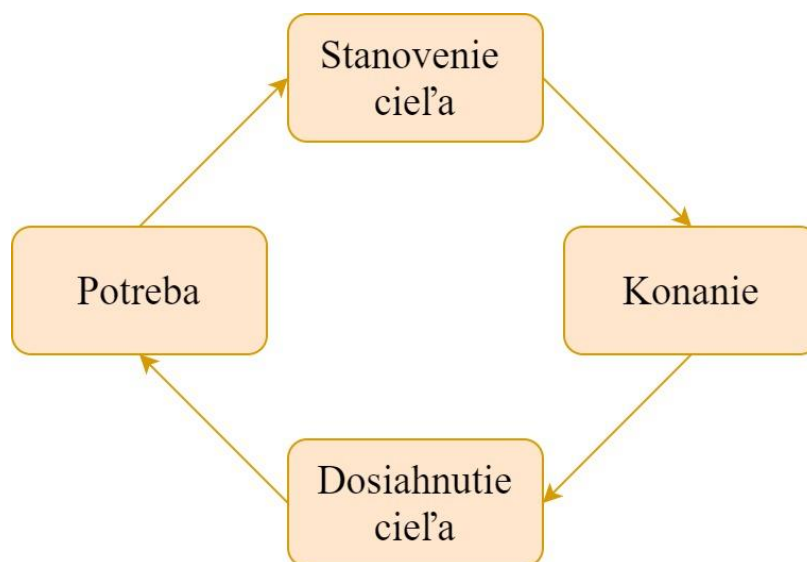 Stanovenie
cieľa
Potreba
Konanie
Dosiahnutie
cieľa